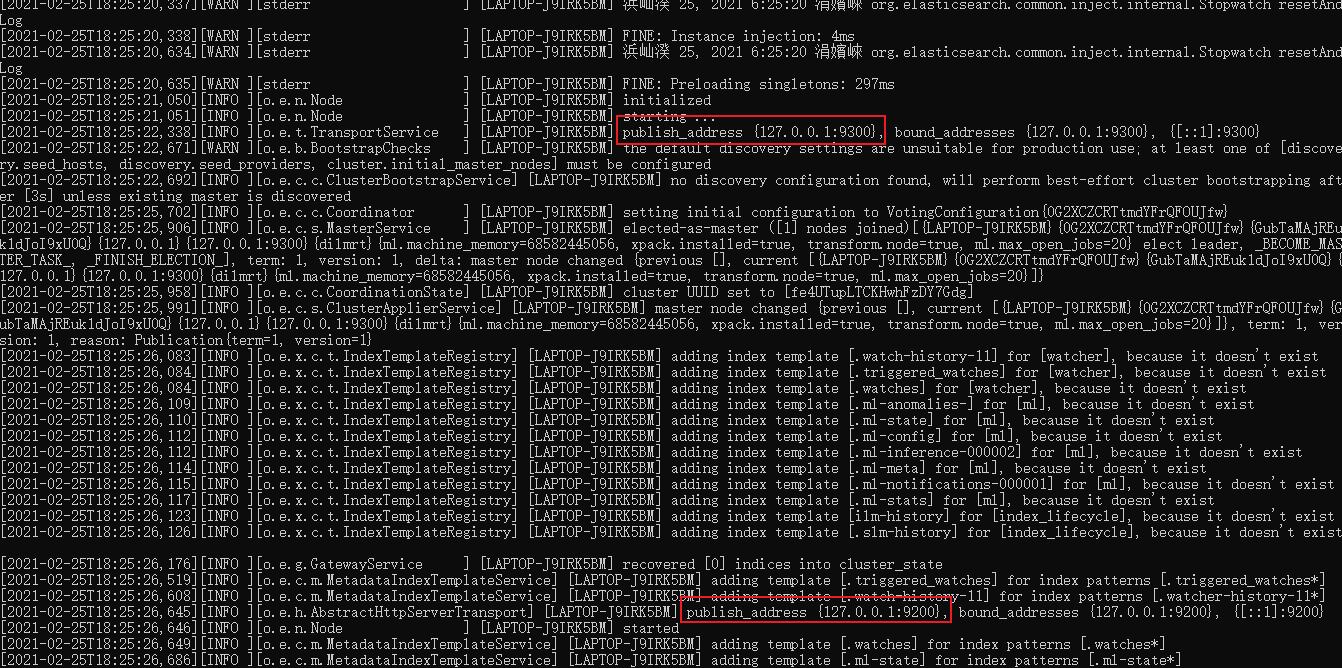 [2021-02-25T18:25:20,337][WARN ][stderr ] [LAPTOP-J9IRK5BM] 浜屾湀 25, 2021 6:25:20 涓嬪崍 org.elasticsearch.common.inject.internal.Stopwatch resetAnd
Log
[2021-02-25T18:25:20,338][WARN ][stderr ] [LAPTOP-J9IRK5BM] FINE: Instance injection: 4ms
[2021-02-25T18:25:20,634][WARN ][stderr ] [LAPTOP-J9IRK5BM] 浜屾湀 25, 2021 6:25:20 涓嬪崍 org.elasticsearch.common.inject.internal.Stopwatch resetAnd
Log
[2021-02-25T18:25:20,635][WARN ][stderr ] [LAPTOP-J9IRK5BM] FINE: Preloading singletons: 297ms
[2021-02-25T18:25:21,050][INFO ][o.e.n.Node ] [LAPTOP-J9IRK5BM] initialized
[2021-02-25T18:25:21,051][INFO ][o.e.n.Node ] [LAPTOP-J9IRK5BM] starting ...
[2021-02-25T18:25:22,338][INFO ][o.e.t.TransportService ] [LAPTOP-J9IRK5BM] publish_address {127.0.0.1:9300}, bound_addresses {127.0.0.1:9300}, {[::1]:9300}
[2021-02-25T18:25:22,671][WARN ][o.e.b.BootstrapChecks ] [LAPTOP-J9IRK5BM] the default discovery settings are unsuitable for production use; at least one of [discove
ry.seed_hosts, discovery.seed_providers, cluster.initial_master_nodes] must be configured
[2021-02-25T18:25:22,692][INFO ][o.e.c.c.ClusterBootstrapService] [LAPTOP-J9IRK5BM] no discovery configuration found, will perform best-effort cluster bootstrapping aft
er [3s] unless existing master is discovered
[2021-02-25T18:25:25,702][INFO ][o.e.c.c.Coordinator ] [LAPTOP-J9IRK5BM] setting initial configuration to VotingConfiguration{0G2XCZCRTtmdYFrQFOUJfw}
[2021-02-25T18:25:25,906][INFO ][o.e.c.s.MasterService ] [LAPTOP-J9IRK5BM] elected-as-master ([1] nodes joined)[{LAPTOP-J9IRK5BM}{0G2XCZCRTtmdYFrQFOUJfw}{GubTaMAjREu
k1dJoI9xU0Q}{127.0.0.1}{127.0.0.1:9300}{dilmrt}{ml.machine_memory=68582445056, xpack.installed=true, transform.node=true, ml.max_open_jobs=20} elect leader, _BECOME_MAS
TER_TASK_, _FINISH_ELECTION_], term: 1, version: 1, delta: master node changed {previous [], current [{LAPTOP-J9IRK5BM}{0G2XCZCRTtmdYFrQFOUJfw}{GubTaMAjREuk1dJoI9xU0Q}{
127.0.0.1}{127.0.0.1:9300}{dilmrt}{ml.machine_memory=68582445056, xpack.installed=true, transform.node=true, ml.max_open_jobs=20}]}
[2021-02-25T18:25:25,958][INFO ][o.e.c.c.CoordinationState] [LAPTOP-J9IRK5BM] cluster UUID set to [fe4UTupLTCKHwhFzDY7Gdg]
[2021-02-25T18:25:25,991][INFO ][o.e.c.s.ClusterApplierService] [LAPTOP-J9IRK5BM] master node changed {previous [], current [{LAPTOP-J9IRK5BM}{0G2XCZCRTtmdYFrQFOUJfw}{G
ubTaMAjREuk1dJoI9xU0Q}{127.0.0.1}{127.0.0.1:9300}{dilmrt}{ml.machine_memory=68582445056, xpack.installed=true, transform.node=true, ml.max_open_jobs=20}]}, term: 1, ver
sion: 1, reason: Publication{term=1, version=1}
[2021-02-25T18:25:26,083][INFO ][o.e.x.c.t.IndexTemplateRegistry] [LAPTOP-J9IRK5BM] adding index template [.watch-history-11] for [watcher], because it doesn't exist
[2021-02-25T18:25:26,084][INFO ][o.e.x.c.t.IndexTemplateRegistry] [LAPTOP-J9IRK5BM] adding index template [.triggered_watches] for [watcher], because it doesn't exist
[2021-02-25T18:25:26,084][INFO ][o.e.x.c.t.IndexTemplateRegistry] [LAPTOP-J9IRK5BM] adding index template [.watches] for [watcher], because it doesn't exist
[2021-02-25T18:25:26,109][INFO ][o.e.x.c.t.IndexTemplateRegistry] [LAPTOP-J9IRK5BM] adding index template [.ml-anomalies-] for [ml], because it doesn't exist
[2021-02-25T18:25:26,110][INFO ][o.e.x.c.t.IndexTemplateRegistry] [LAPTOP-J9IRK5BM] adding index template [.ml-state] for [ml], because it doesn't exist
[2021-02-25T18:25:26,112][INFO ][o.e.x.c.t.IndexTemplateRegistry] [LAPTOP-J9IRK5BM] adding index template [.ml-config] for [ml], because it doesn't exist
[2021-02-25T18:25:26,112][INFO ][o.e.x.c.t.IndexTemplateRegistry] [LAPTOP-J9IRK5BM] adding index template [.ml-inference-000002] for [ml], because it doesn't exist
[2021-02-25T18:25:26,114][INFO ][o.e.x.c.t.IndexTemplateRegistry] [LAPTOP-J9IRK5BM] adding index template [.ml-meta] for [ml], because it doesn't exist
[2021-02-25T18:25:26,115][INFO ][o.e.x.c.t.IndexTemplateRegistry] [LAPTOP-J9IRK5BM] adding index template [.ml-notifications-000001] for [ml], because it doesn't exist
[2021-02-25T18:25:26,117][INFO ][o.e.x.c.t.IndexTemplateRegistry] [LAPTOP-J9IRK5BM] adding index template [.ml-stats] for [ml], because it doesn't exist
[2021-02-25T18:25:26,123][INFO ][o.e.x.c.t.IndexTemplateRegistry] [LAPTOP-J9IRK5BM] adding index template [ilm-history] for [index_lifecycle], because it doesn't exist
[2021-02-25T18:25:26,126][INFO ][o.e.x.c.t.IndexTemplateRegistry] [LAPTOP-J9IRK5BM] adding index template [.slm-history] for [index_lifecycle], because it doesn't exist
[2021-02-25T18:25:26,176][INFO ][o.e.g.GatewayService ] [LAPTOP-J9IRK5BM] recovered [0] indices into cluster_state
[2021-02-25T18:25:26,519][INFO ][o.e.c.m.MetadataIndexTemplateService] [LAPTOP-J9IRK5BM] adding template [.triggered_watches] for index patterns [.triggered_watches*]
[2021-02-25T18:25:26,608][INFO ][o.e.c.m.MetadataIndexTemplateService] [LAPTOP-J9IRK5BM] adding template [.watch-history-11] for index patterns [.watcher-history-11*]
[2021-02-25T18:25:26,645][INFO ][o.e.h.AbstractHttpServerTransport] [LAPTOP-J9IRK5BM] publish_address {127.0.0.1:9200}, bound_addresses {127.0.0.1:9200}, {[::1]:9200}
[2021-02-25T18:25:26,646][INFO ][o.e.n.Node ] [LAPTOP-J9IRK5BM] started
[2021-02-25T18:25:26,649][INFO ][o.e.c.m.MetadataIndexTemplateService] [LAPTOP-J9IRK5BM] adding template [.watches] for index patterns [.watches*]
[2021-02-25T18:25:26,686][INFO ][o.e.c.m.MetadataIndexTemplateService] [LAPTOP-J9IRK5BM] adding template [.ml-state] for index patterns [.ml-state*]